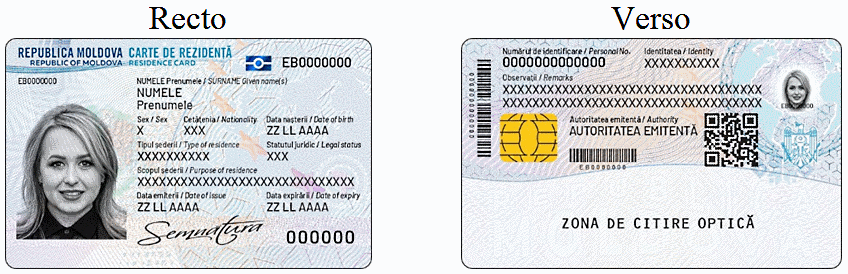 Recto
REPUBLICA MOLDOVA CARTE DE REZIDENȚĂ
REPUBLIC OF MOLDOVA RESIDENCE CARD
EB0000000
EB0000000
NUMELE Prenumele / SURNAME Given name(s)
NUMELE
Prenumele
Sex / Sex Cetățenia / Nationality Data nașterii / Date of birth
X XXX ZZ LL AAAA
Tipul șederii / Type of residence Statutul juridic / Legal status
XXXXXXXXXX XXX
Scopul șederii / Purpose of residence
XXXXXXXXXXXXXXXXXXXXXXXXXXXXXX
Data emiterii / Date of issue Data expirării / Date of expiry
ZZ LL AAAA ZZ LL AAAA
Semnatura
000000
Verso
Numărul de identificare / Personal No. Identitatea / Identity
0000000000000 XXXXXXXXXX
Observații / Remarks
XXXXXXXXXXXXXXXXXXXXXXXXXXXXXXXXXXX
XXXXXXXXXXXXXXXXXXXXXXXXXXXXXXXXXXX
EB0000000
Autoritatea emitentă / Authority
AUTORITATEA EMITENTĂ
EB0000000
ZONA DE CITIRE OPTICĂ